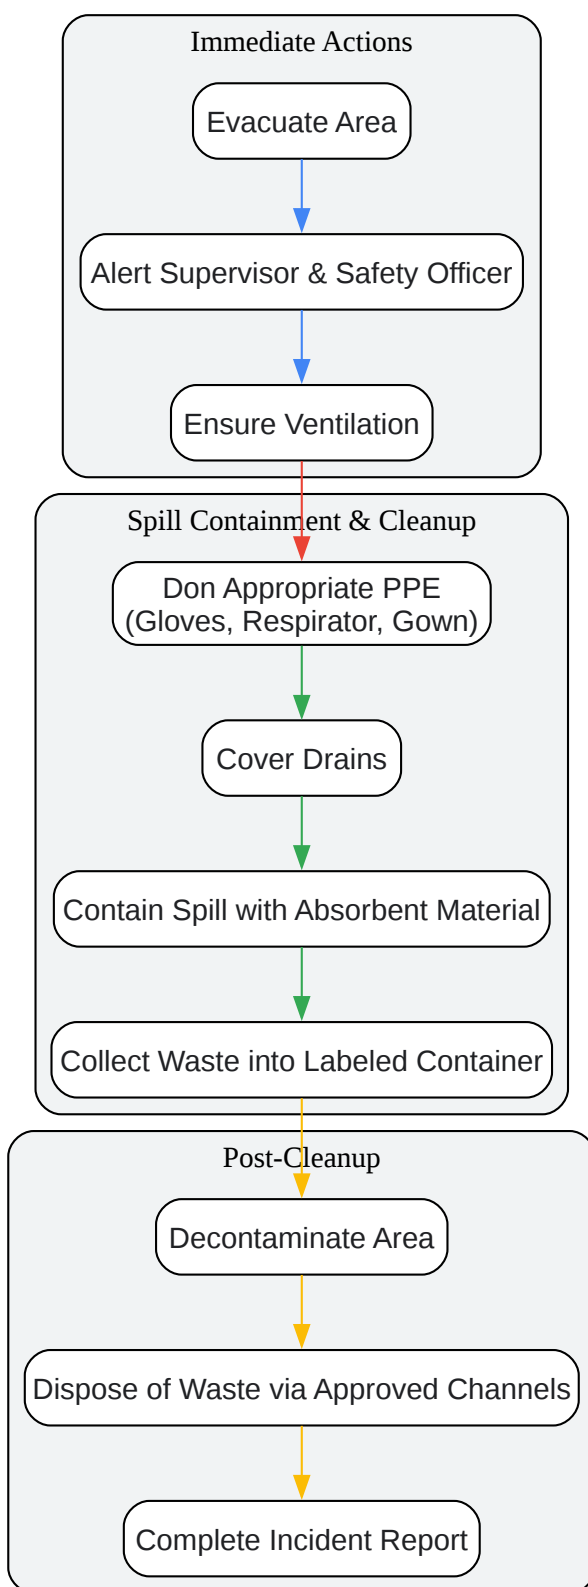 Immediate Actions
Evacuate Area
Alert Supervisor & Safety Officer
Ensure Ventilation
Spill Containment & Cleanup
Don Appropriate PPE
(Gloves, Respirator, Gown)
Cover Drains
Contain Spill with Absorbent Material
Collect Waste into Labeled Container
Post-Cleanup
Decontaminate Area
Dispose of Waste via Approved Channels
Complete Incident Report